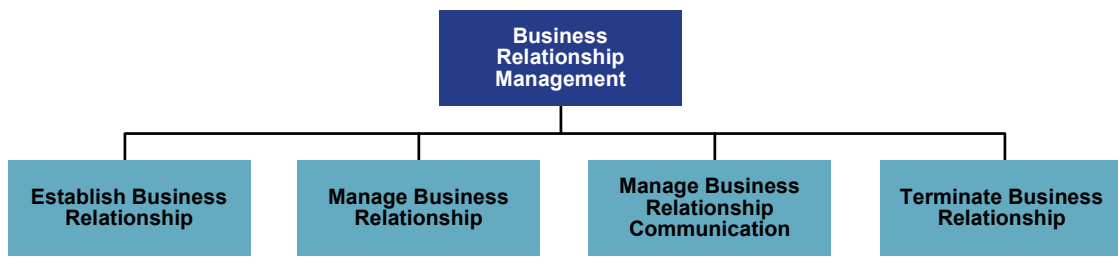 Business
Relationship
Management
Establish Business
Relationship
Manage Business
Relationship
Manage Business
Relationship
Communication
Terminate Business
Relationship